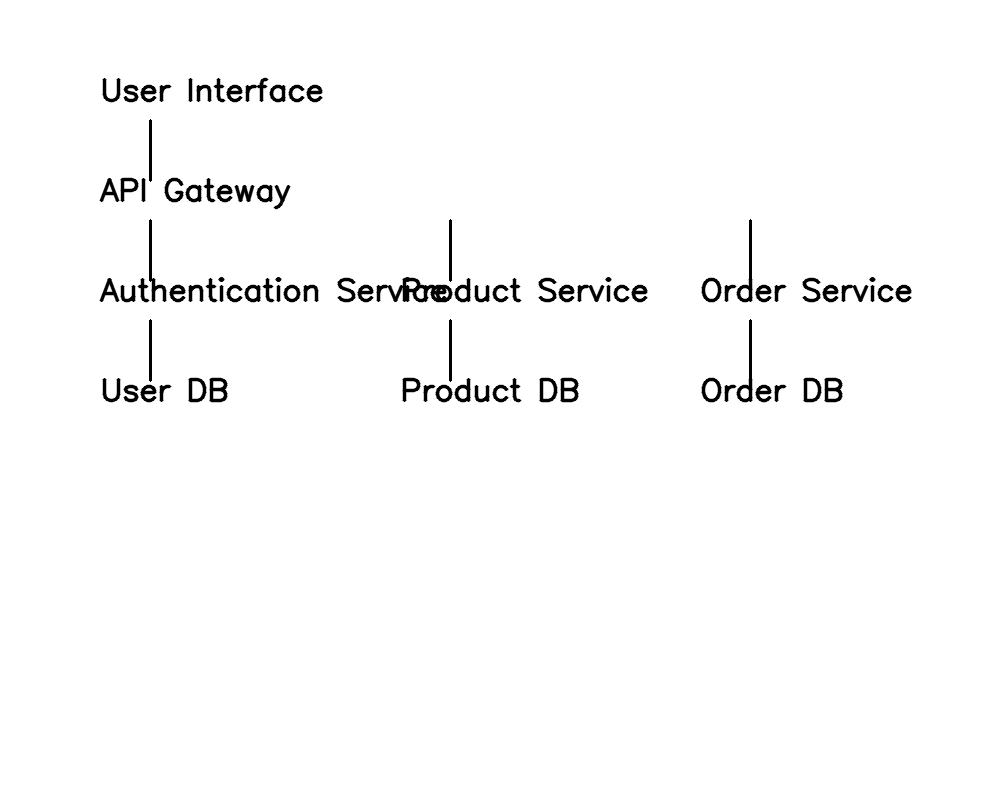 User Interface
API Gateway
Authentication Service Product Service Order Service
User DB Product DB Order DB